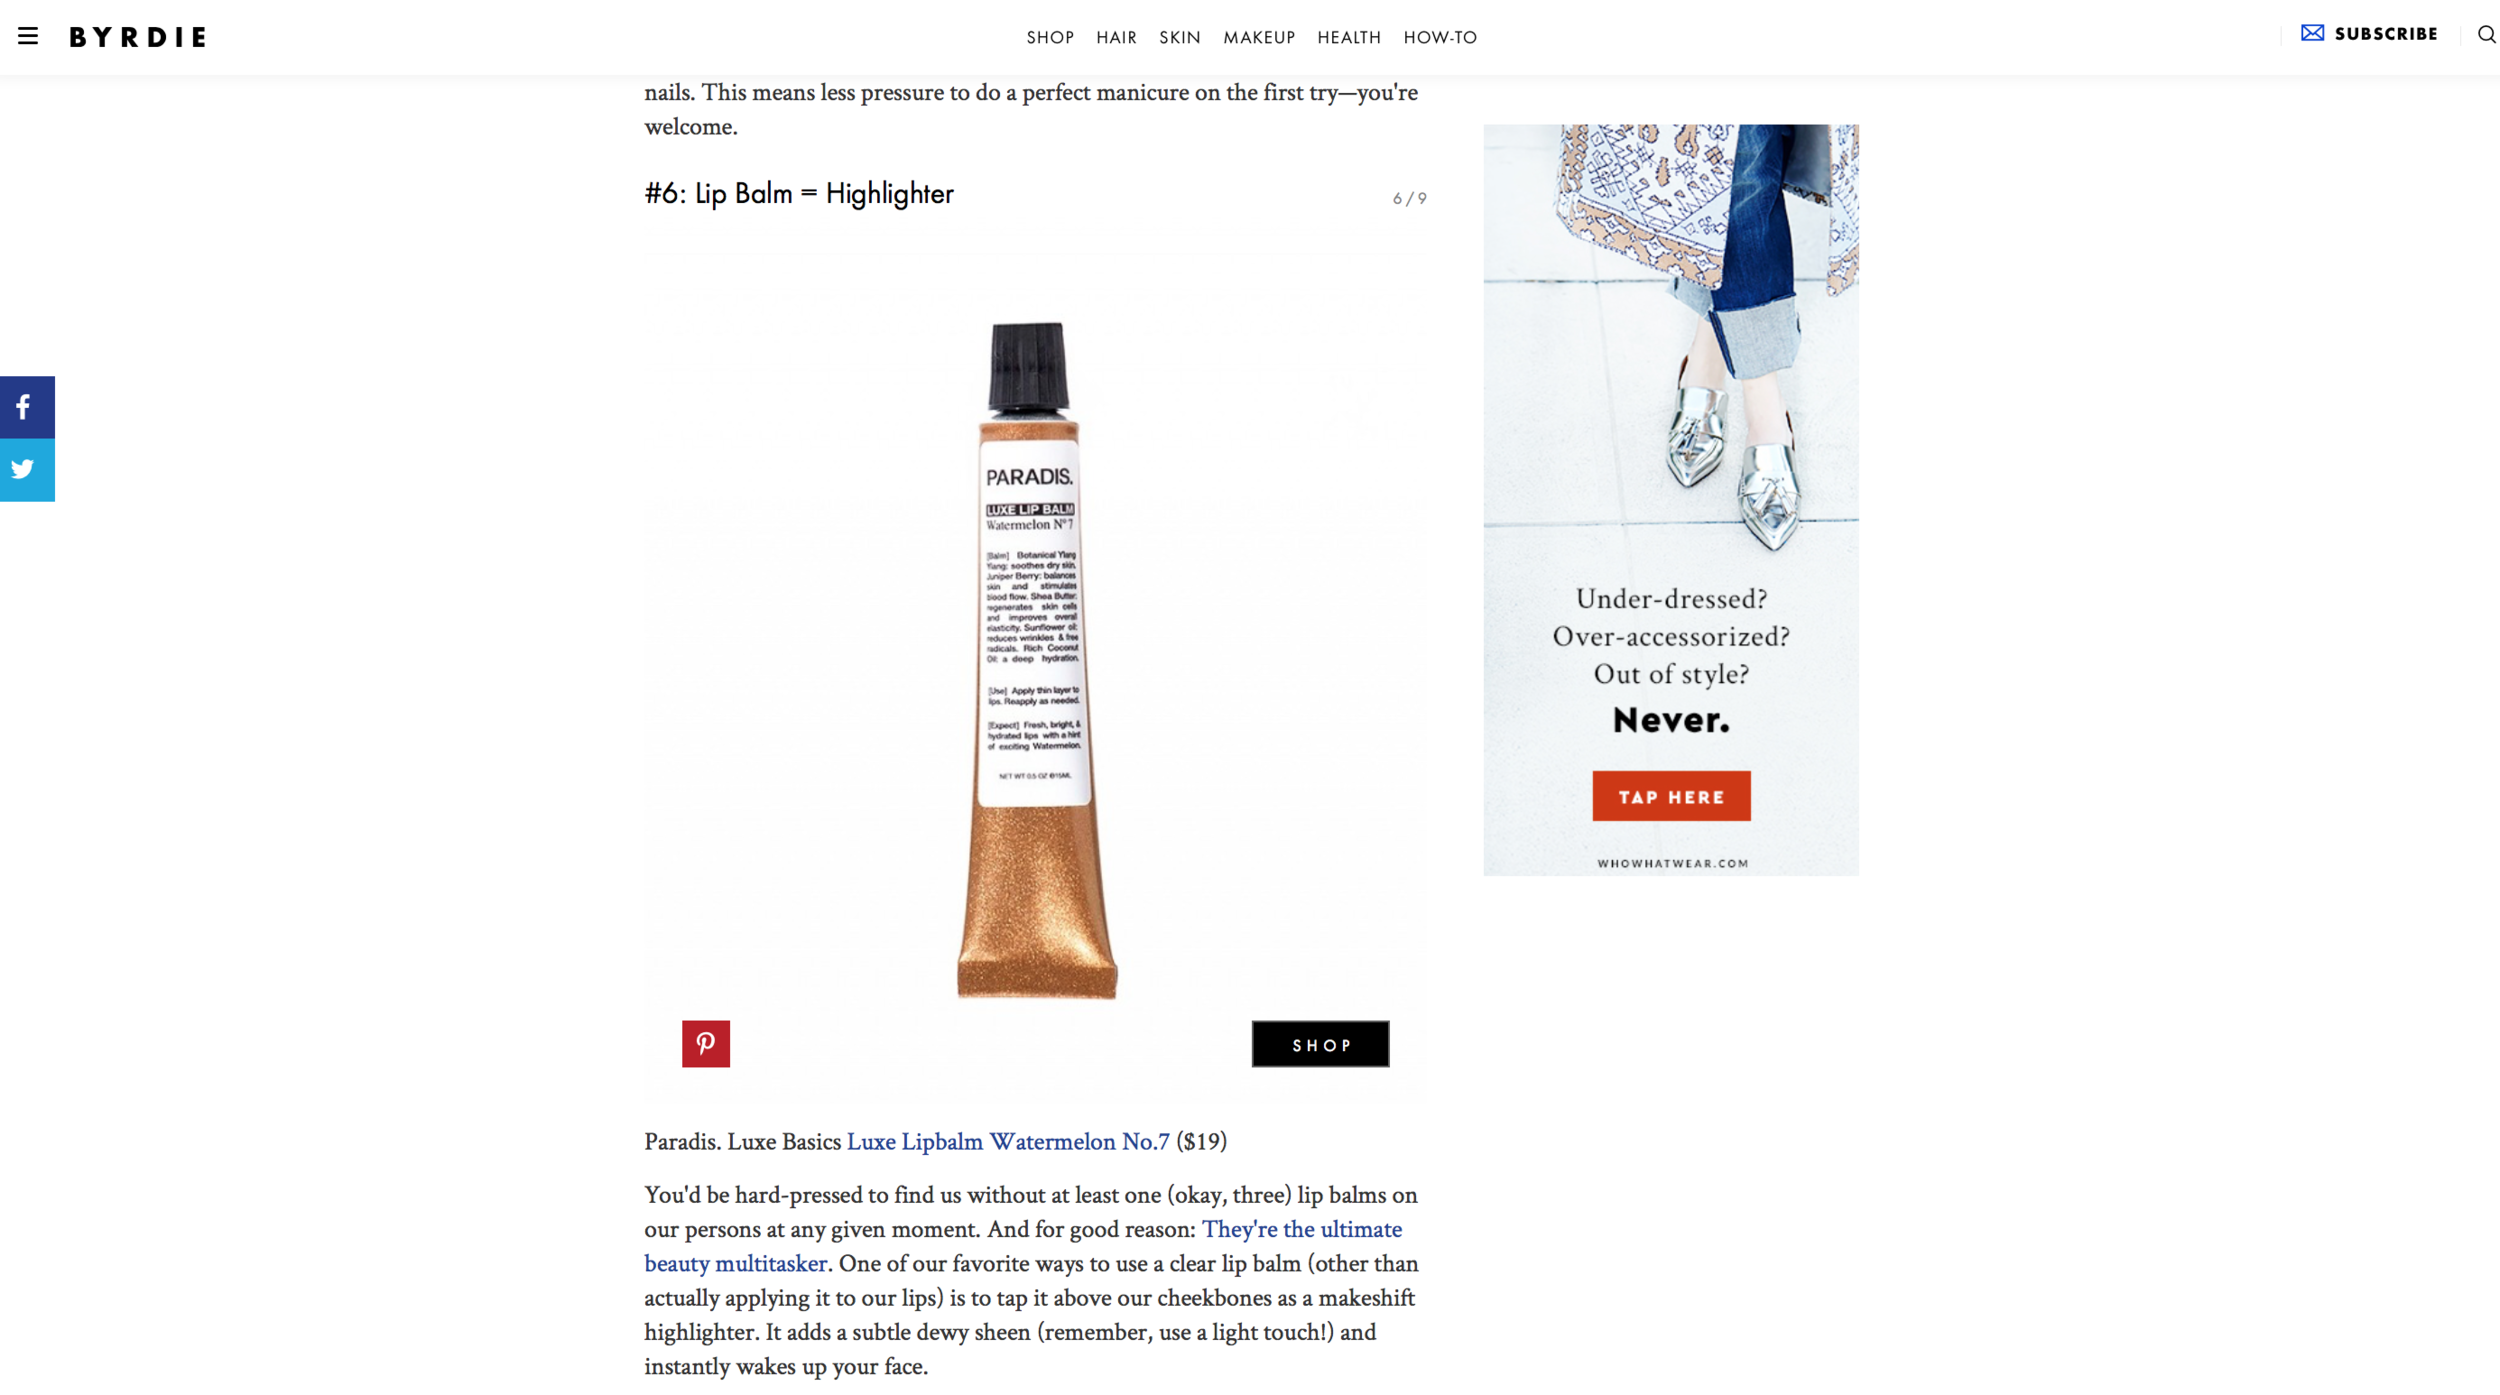 BYRDIE
SHOP HAIR SKIN MAKEUP HEALTH HOW-TO
SUBSCRIBE
nails. This means less pressure to do a perfect manicure on the first try—you're
welcome.
#6: Lip Balm = Highlighter
6 / 9
PARADIS.
LUXE LIP BALM
Watermelon Nº7
[Balm] Botanical Ylang
Ylang: soothes dry skin.
Juniper Berry: balances
skin and stimulates
blood flow. Shea Butter:
regenerates skin cells
and improves overall
elasticity. Sunflower oil:
reduces wrinkles & free
radicals. Rich Coconut
Oil: a deep hydration.
[Use] Apply thin layer to
lips. Reapply as needed.
[Expect] Fresh, bright, &
hydrated lips with a hint
of exciting Watermelon.
NET WT 0.5 OZ
SHOP
Paradis. Luxe Basics Luxe Lipbalm Watermelon No.7 ($19)
You'd be hard-pressed to find us without at least one (okay, three) lip balms on
our persons at any given moment. And for good reason: They're the ultimate
beauty multitasker. One of our favorite ways to use a clear lip balm (other than
actually applying it to our lips) is to tap it above our cheekbones as a makeshift
highlighter. It adds a subtle dewy sheen (remember, use a light touch!) and
instantly wakes up your face.
Under-dressed?
Over-accessorized?
Out of style?
Never.
TAP HERE
WHOWHATWEAR.COM